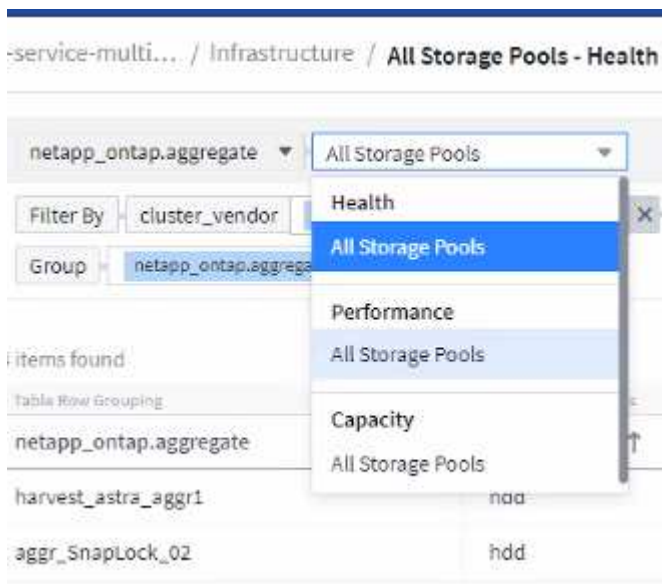 -service-multi... / Infrastructure / All Storage Pools - Health
netapp_ontap.aggregate All Storage Pools
Filter By cluster_vendor
Health
All Storage Pools
Group netapp_ontap.aggrega
Performance
All Storage Pools
items found
Table Row Grouping
Capacity
netapp_ontap.aggregate
All Storage Pools
harvest_astra_aggr1 hdd
aggr_SnapLock_02 hdd